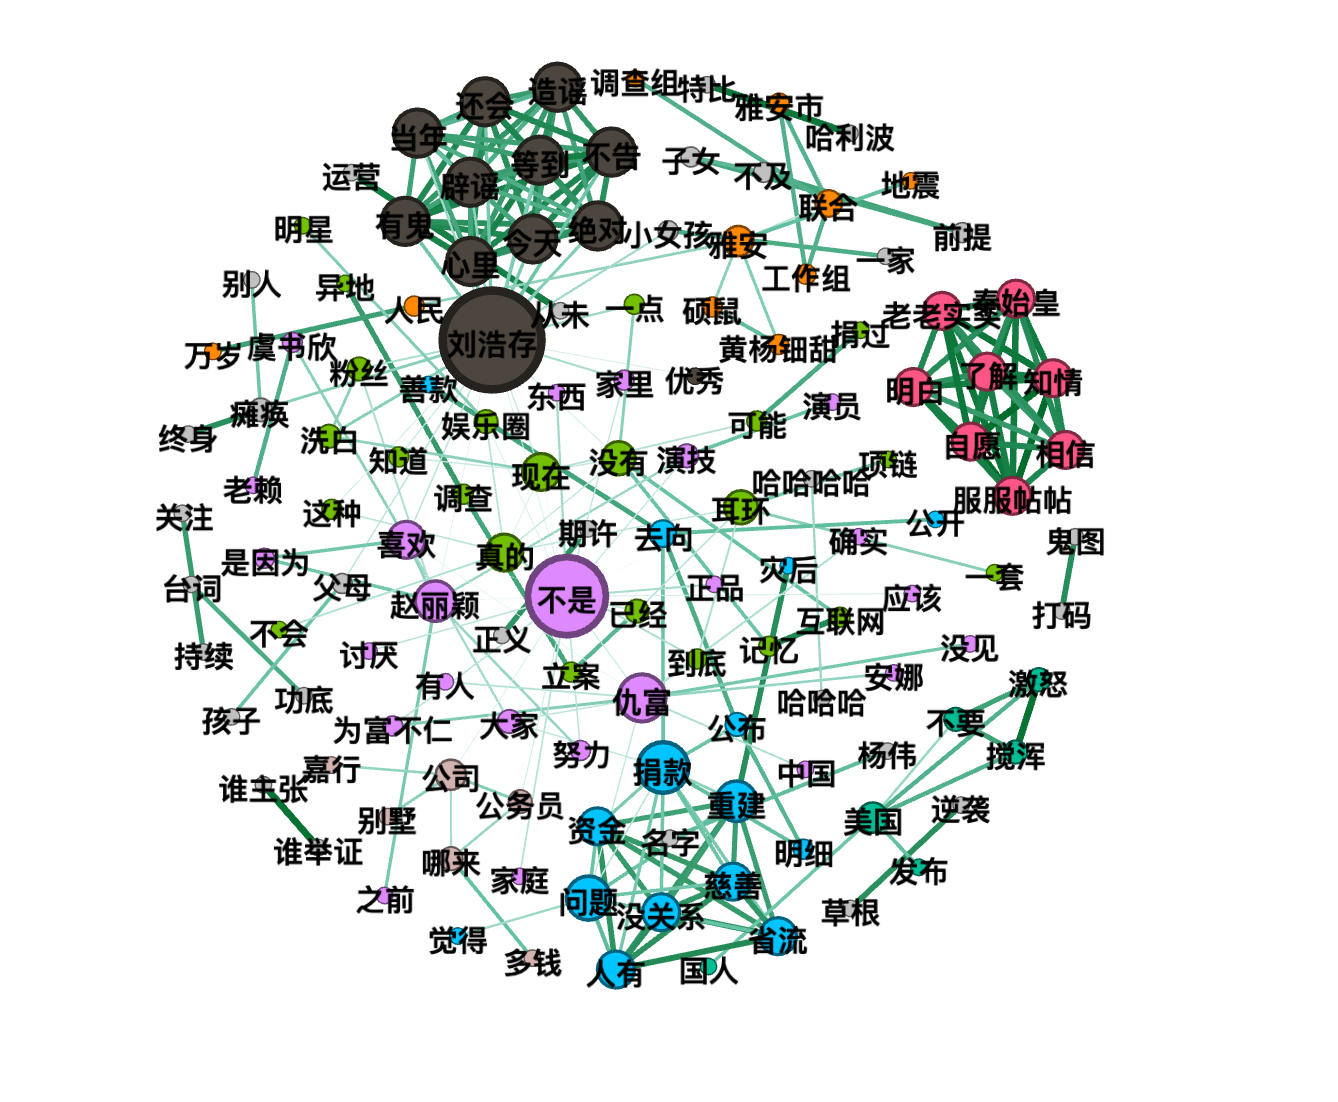 造谣
调查组
特比
还会
雅安市
当年
哈利波
等到
不告
子女
不及
运营
辟谣
地震
联合
有鬼
明星
绝对
小女孩
今天
雅安
前提
心里
一家
别人
异地
工作组
人民
从未
一点
硕鼠
老老实实
秦始皇
刘浩存
捐过
万岁
虞书欣
黄杨钿甜
粉丝
善款
东西
家里
优秀
明白
了解
知情
瘫痪
娱乐圈
可能
演员
终身
洗白
知道
现在
没有
演技
项链
自愿
相信
老赖
调查
哈哈哈哈
服服帖帖
关注
这种
耳环
公开
喜欢
真的
期许
去向
确实
鬼图
是因为
灾后
一套
台词
父母
赵丽颖
不是
正品
应该
已经
互联网
打码
不会
正义
持续
讨厌
立案
到底
记忆
没见
有人
安娜
激怒
孩子
功底
仇富
哈哈哈
为富不仁
大家
公布
不要
努力
杨伟
搅浑
嘉行
公司
捐款
中国
谁主张
别墅
公务员
资金
重建
美国
逆袭
名字
谁举证
哪来
明细
家庭
慈善
发布
之前
问题
没关系
草根
觉得
省流
多钱
人有
国人